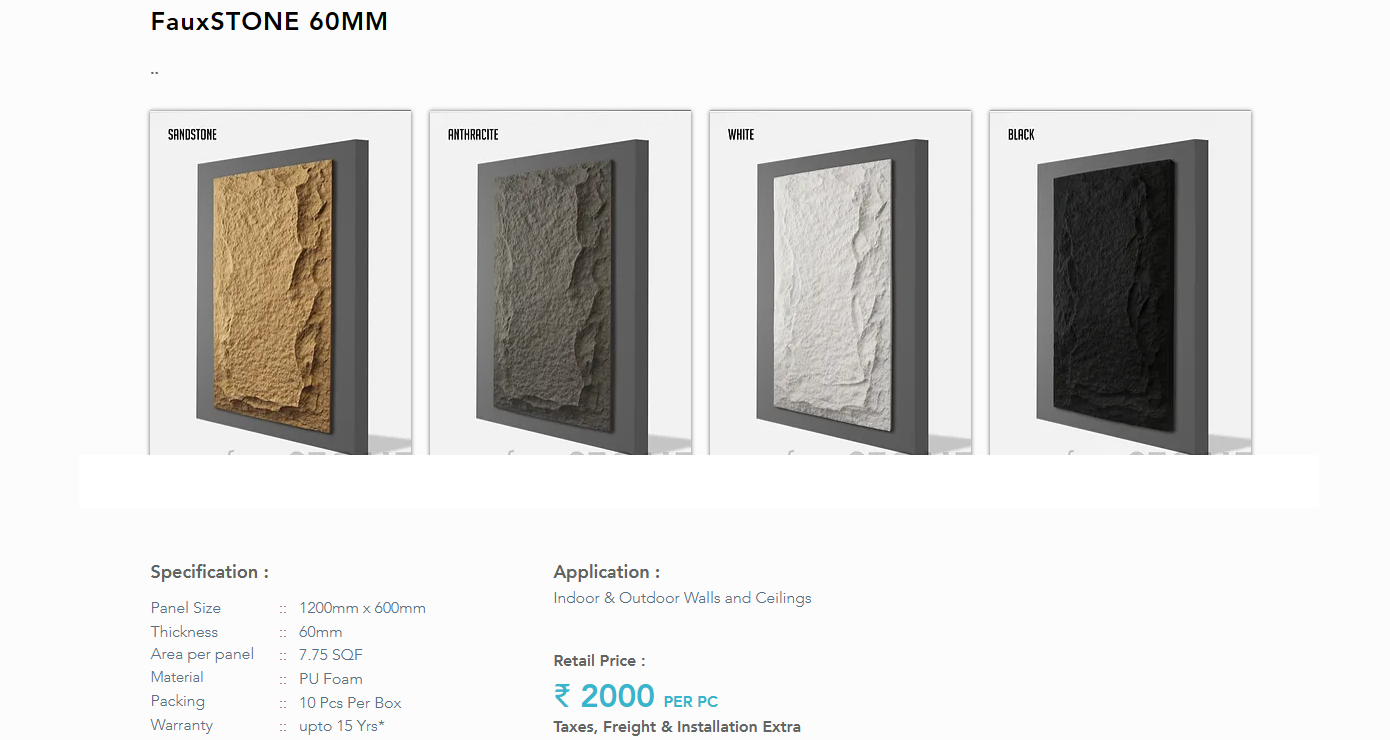 FauxSTONE 60MM
..
SANDSTONE
ANTHRACITE
WHITE
BLACK
Specification :
Panel Size :: 1200mm x 600mm
Thickness :: 60mm
Area per panel :: 7.75 SQF
Material :: PU Foam
Packing :: 10 Pcs Per Box
Warranty :: upto 15 Yrs*
Application :
Indoor & Outdoor Walls and Ceilings
Retail Price :
₹ 2000 PER PC
Taxes, Freight & Installation Extra